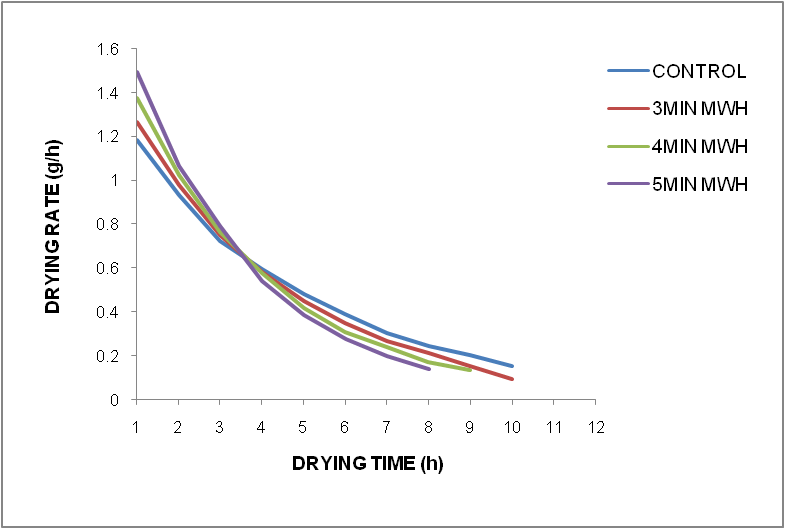 DRYING RATE (g/h)
1.6
1.4
1.2
1
0.8
0.6
0.4
0.2
0
1 2 3 4 5 6 7 8 9 10 11 12
DRYING TIME (h)
CONTROL
3MIN MWH
4MIN MWH
5MIN MWH